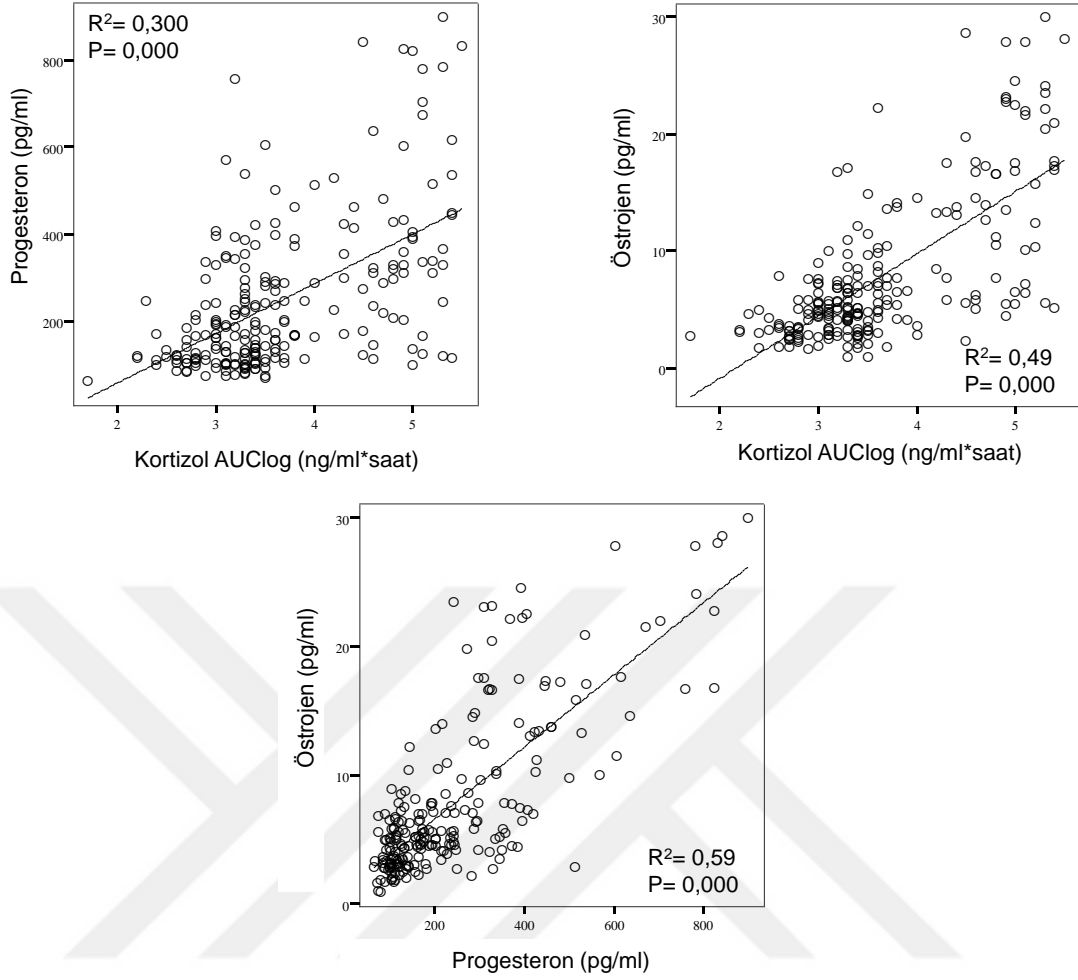 R²= 0,300
P= 0,000
Progesteron (pg/ml)
800
600
400
200
2 3 4 5
Kortizol AUClog (ng/ml*saat)
Östrojen (pg/ml)
30
20
10
0
R²= 0,49
P= 0,000
2 3 4 5
Kortizol AUClog (ng/ml*saat)
Östrojen (pg/ml)
30
20
10
0
R²= 0,59
P= 0,000
200 400 600 800
Progesteron (pg/ml)